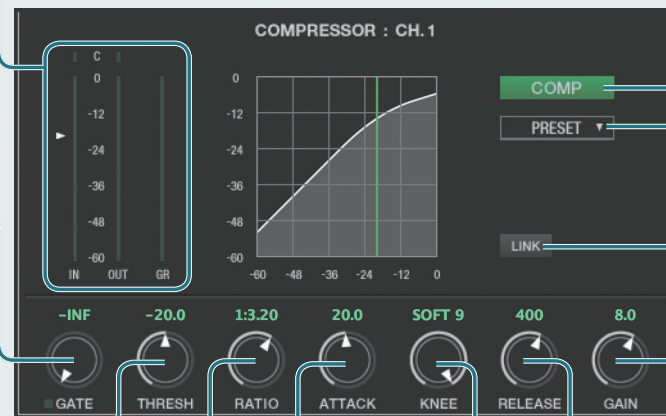 COMPRESSOR : CH. 1
C
0
-12
-24
-36
-48
-60
IN OUT GR
0
-12
-24
-36
-48
-60
-60 -48 -36 -24 -12 0
COMP
PRESET
LINK
-INF -20.0 1:3.20 20.0 SOFT 9 400 8.0
GATE THRESH RATIO ATTACK KNEE RELEASE GAIN